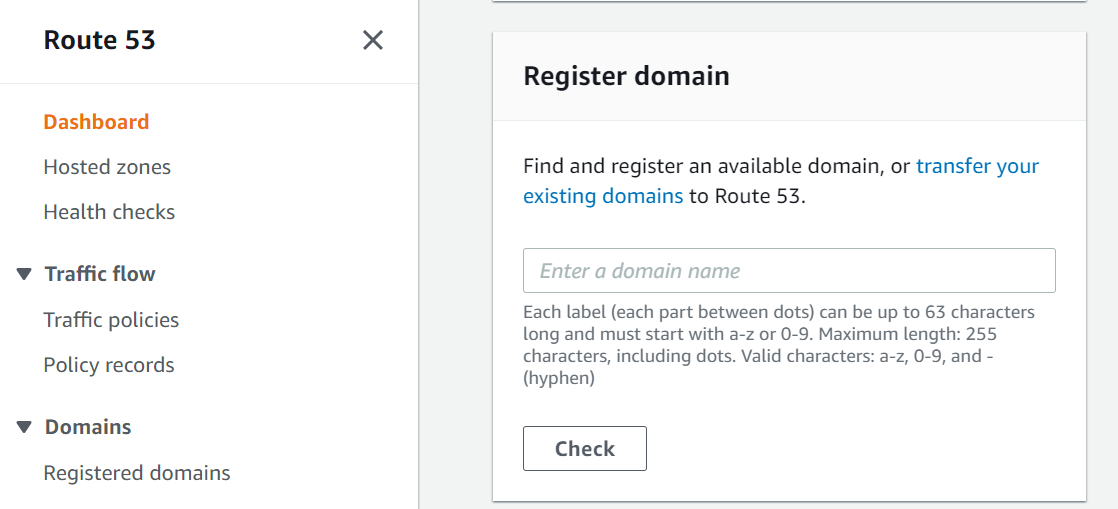 Route 53
Dashboard
Hosted zones
Health checks
Traffic flow
Traffic policies
Policy records
Domains
Registered domains
Register domain
Find and register an available domain, or transfer your
existing domains to Route 53.
Enter a domain name
Each label (each part between dots) can be up to 63 characters
long and must start with a-z or 0-9. Maximum length: 255
characters, including dots. Valid characters: a-z, 0-9, and -
(hyphen)
Check